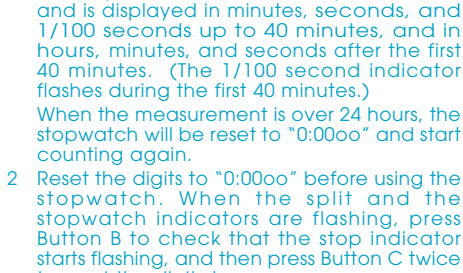 and is displayed in minutes, seconds, and
1/100 seconds up to 40 minutes, and in
hours, minutes, and seconds after the first
40 minutes. (The 1/100 second indicator
flashes during the first 40 minutes.)
When the measurement is over 24 hours, the
stopwatch will be reset to "0:00oo" and start
counting again.
2 Reset the digits to "0:00oo" before using the
stopwatch. When the split and the
stopwatch indicators are flashing, press
Button B to check that the stop indicator
starts flashing, and then press Button C twice